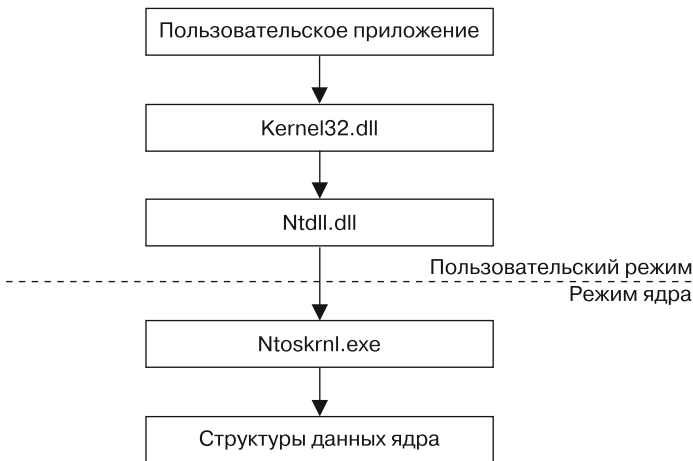 Пользовательское приложение
Kernel32.dll
Ntdll.dll
Пользовательский режим
Режим ядра
Ntoskrnl.exe
Структуры данных ядра